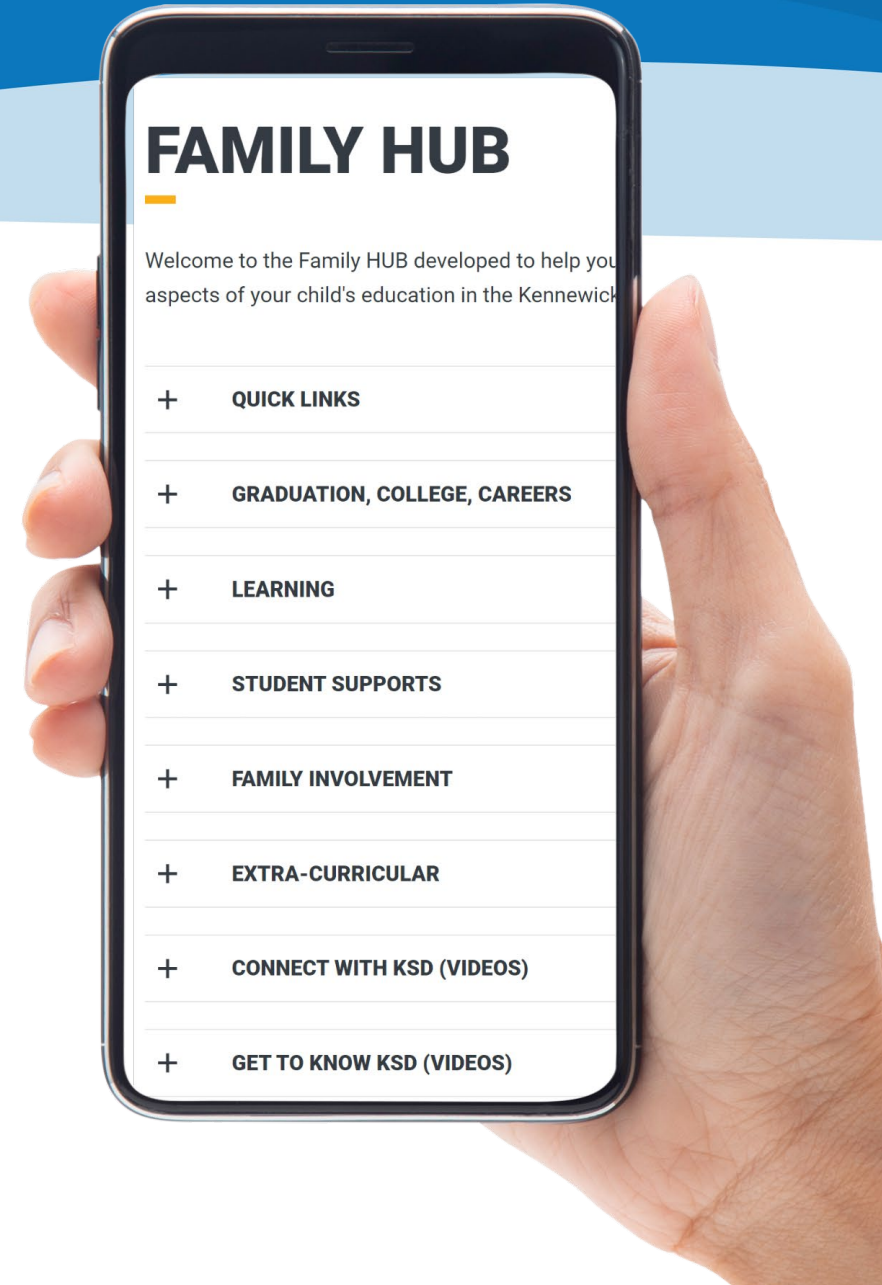 FAMILY HUB
Welcome to the Family HUB developed to help you
aspects of your child's education in the Kennewick
+ QUICK LINKS
+ GRADUATION, COLLEGE, CAREERS
+ LEARNING
+ STUDENT SUPPORTS
+ FAMILY INVOLVEMENT
+ EXTRA-CURRICULAR
+ CONNECT WITH KSD (VIDEOS)
+ GET TO KNOW KSD (VIDEOS)